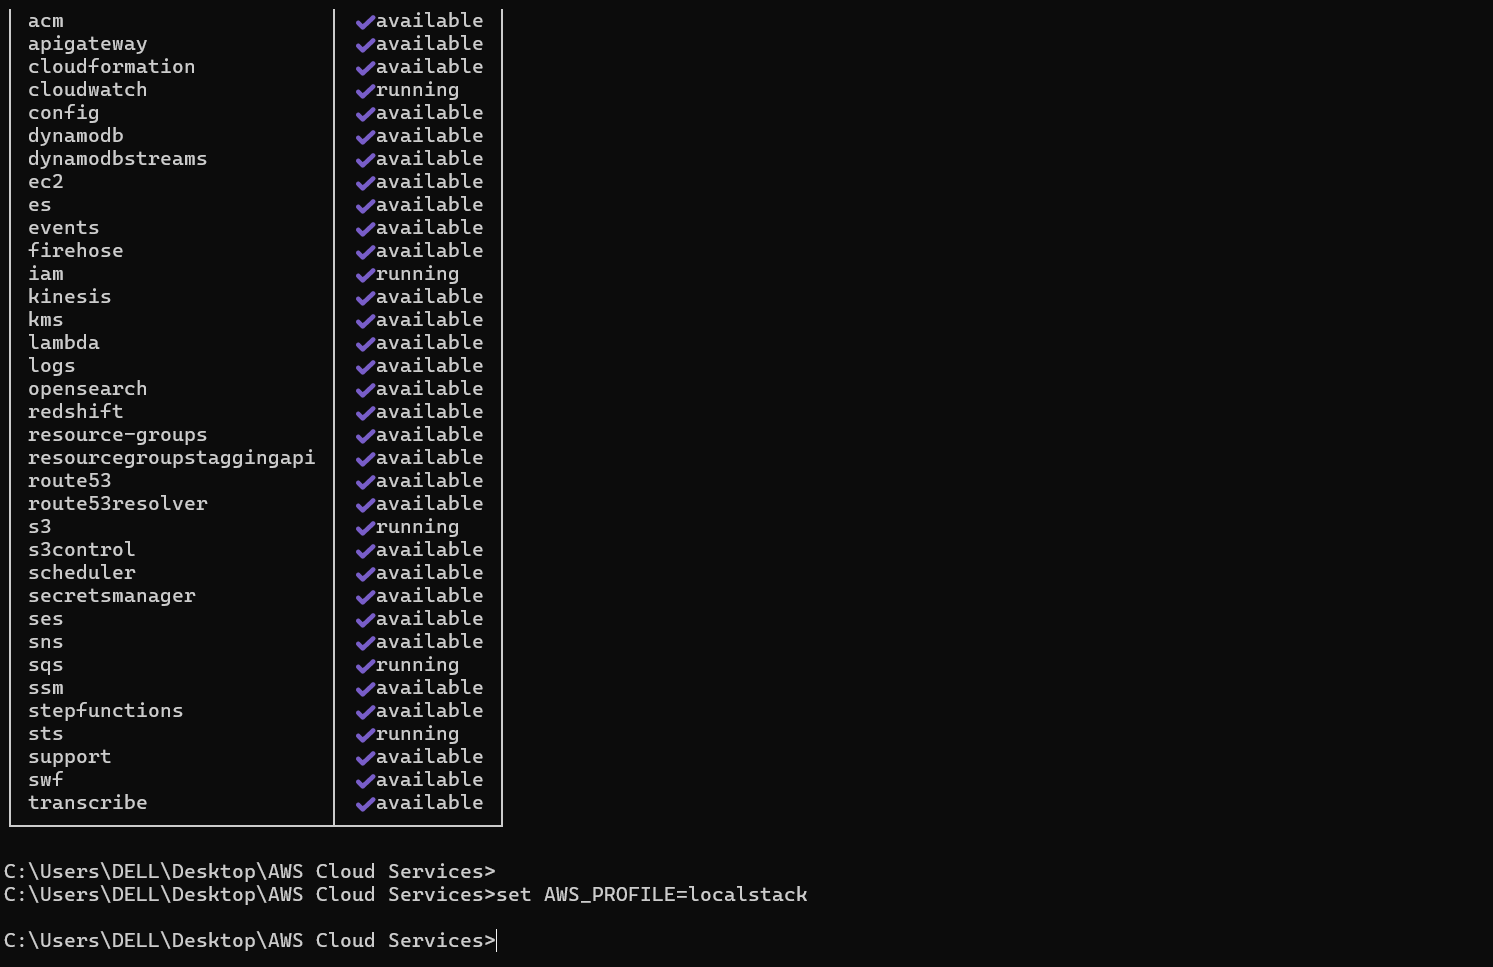 acm ✔available
apigateway ✔available
cloudformation ✔available
cloudwatch ✔running
config ✔available
dynamodb ✔available
dynamodbstreams ✔available
ec2 ✔available
es ✔available
events ✔available
firehose ✔available
iam ✔running
kinesis ✔available
kms ✔available
lambda ✔available
logs ✔available
opensearch ✔available
redshift ✔available
resource-groups ✔available
resourcegroupstaggingapi ✔available
route53 ✔available
route53resolver ✔available
s3 ✔running
s3control ✔available
scheduler ✔available
secretsmanager ✔available
ses ✔available
sns ✔available
sqs ✔running
ssm ✔available
stepfunctions ✔available
sts ✔running
support ✔available
swf ✔available
transcribe ✔available
C:\Users\DELL\Desktop\AWS Cloud Services>
C:\Users\DELL\Desktop\AWS Cloud Services>set AWS_PROFILE=localstack
C:\Users\DELL\Desktop\AWS Cloud Services>